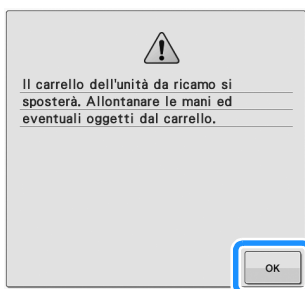 Il carrello dell'unità da ricamo si
sposterà. Allontanare le mani ed
eventuali oggetti dal carrello.
OK